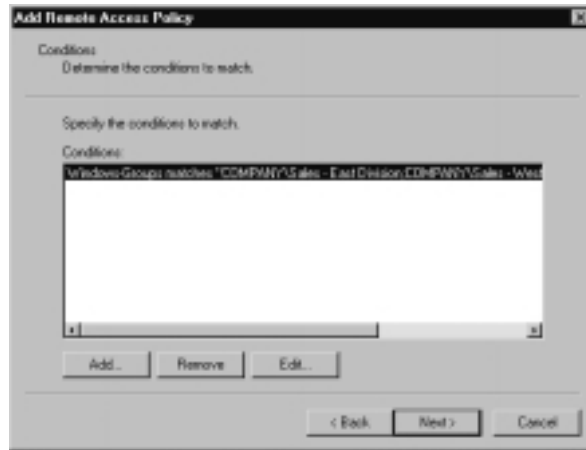 Add Remote Access Policy
Conditions
Determine the conditions to match.
Specify the conditions to match.
Conditions:
Windows-Groups matches "COMPANY\Sales - East Division;COMPANY\Sales - West
Add...
Remove
Edit...
< Back
Next >
Cancel